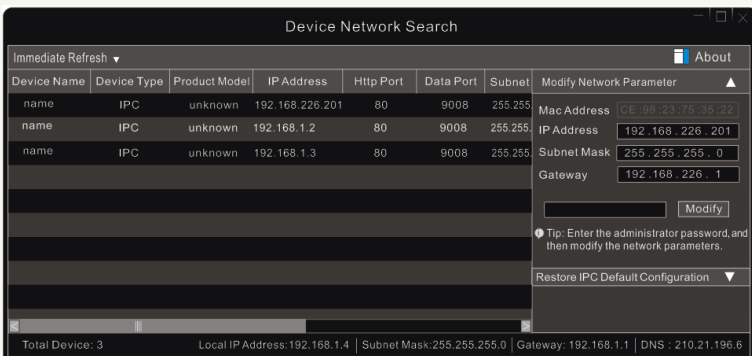 Device Network Search
Immediate Refresh ▼ About
Device Name Device Type Product Model IP Address Http Port Data Port Subnet
name IPC unknown 192.168.226.201 80 9008 255.255
name IPC unknown 192.168.1.2 80 9008 255.255.
name IPC unknown 192.168.1.3 80 9008 255.255.
Modify Network Parameter ▲
Mac Address CE:98:23:75:35:22
IP Address 192.168.226.201
Subnet Mask 255.255.255.0
Gateway 192.168.226.1
Modify
Tip: Enter the administrator password,and
then modify the network parameters.
Restore IPC Default Configuration ▼
Total Device: 3 Local IP Address:192.168.1.4 Subnet Mask:255.255.255.0 Gateway: 192.168.1.1 DNS : 210.21.196.6